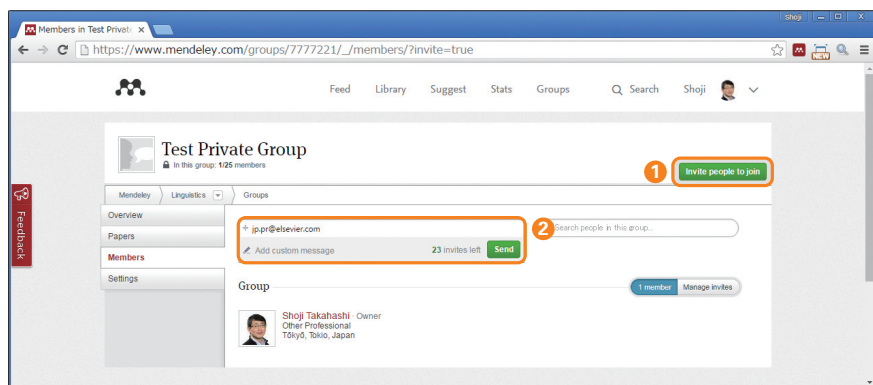 Shoji
Members in Test Privat
https://www.mendeley.com/groups/7777221/_/members/?invite=true
NEW
Feed Library Suggest Stats Groups Search Shoji
Test Private Group
In this group: 1/25 members
1 Invite people to join
Mendeley Linguistics Groups
Feedback
Overview
Papers
Members
Settings
jp.pr@elsevier.com
2 Search people in this group...
Add custom message 23 invites left Send
Group
1 member Manage invites
Shoji Takahashi · Owner
Other Professional
Tōkyō, Tokio, Japan